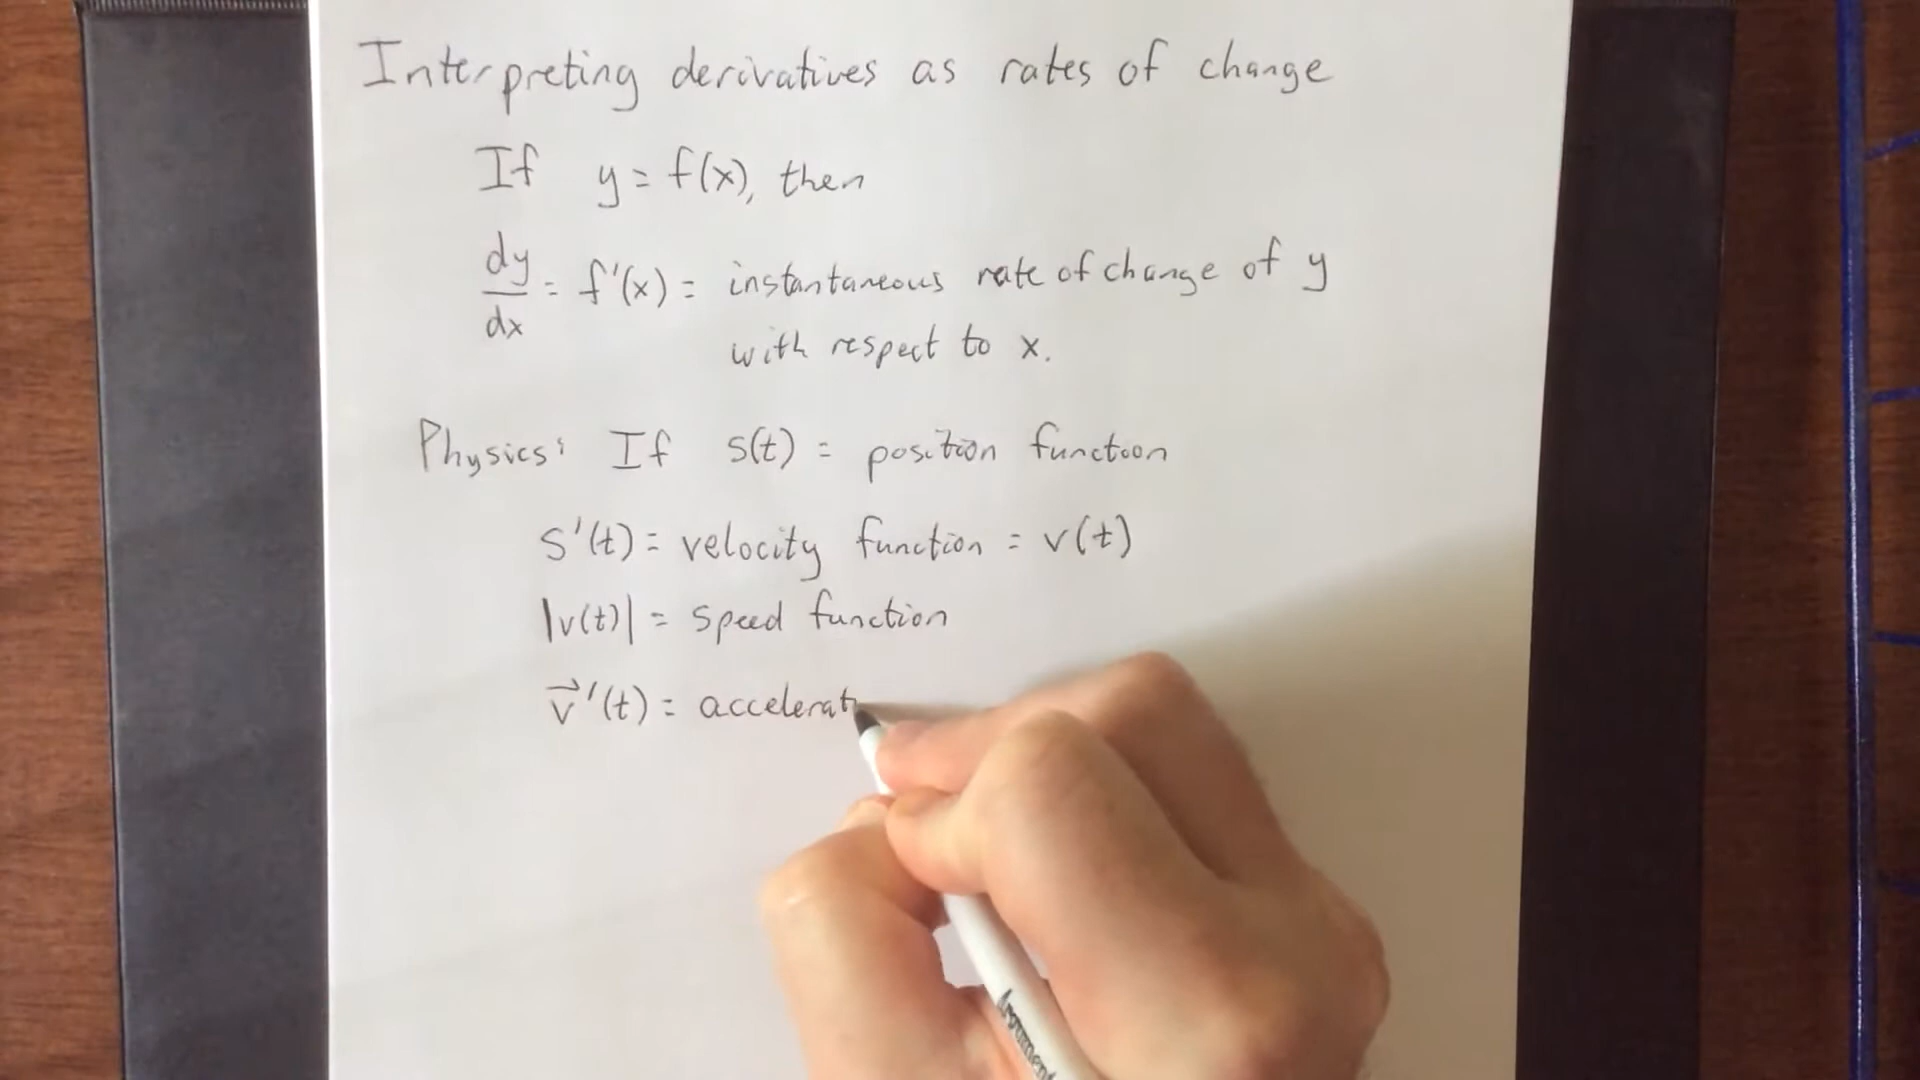 Interpreting derivatives as rates of change
If y = f(x), then
dy/dx = f'(x) = instantaneous rate of change of y
with respect to x.
Physics: If s(t) = position function
s'(t) = velocity function = v(t)
|v(t)| = speed function
v⃗'(t) = accelerat